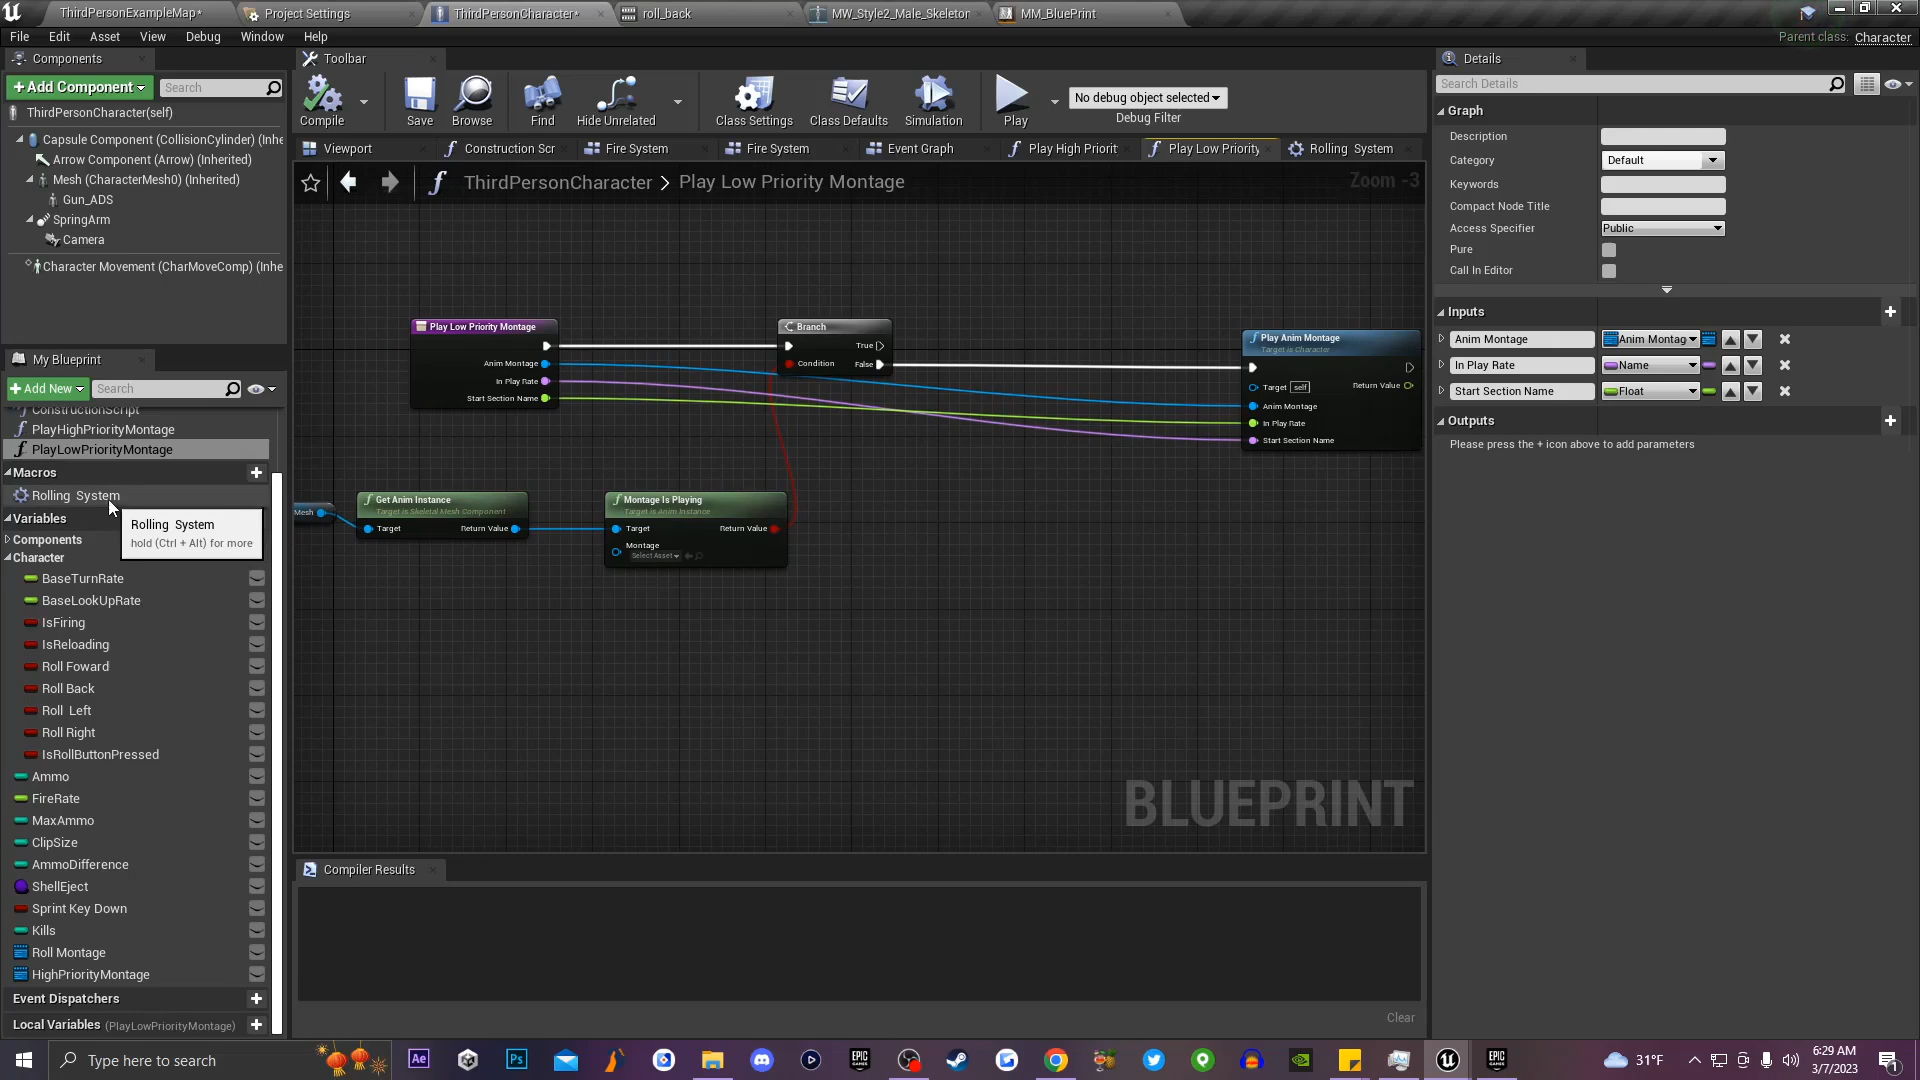 ThirdPersonExampleMap*
Project Settings
ThirdPersonCharacter*
roll_back
MW_Style2_Male_Skeleton
MM_BluePrint
File Edit Asset View Debug Window Help
Parent class: Character
Components
+Add Component
Search
ThirdPersonCharacter(self)
Capsule Component (CollisionCylinder) (Inhe
Arrow Component (Arrow) (Inherited)
Mesh (CharacterMesh0) (Inherited)
Gun_ADS
SpringArm
Camera
Character Movement (CharMoveComp) (Inhe
My Blueprint
+Add New
Search
ConstructionScript
PlayHighPriorityMontage
PlayLowPriorityMontage
Macros
Rolling System
Rolling System
hold (Ctrl + Alt) for more
Variables
Components
Character
BaseTurnRate
BaseLookUpRate
IsFiring
IsReloading
Roll Foward
Roll Back
Roll Left
Roll Right
IsRollButtonPressed
Ammo
FireRate
MaxAmmo
ClipSize
AmmoDifference
ShellEject
Sprint Key Down
Kills
Roll Montage
HighPriorityMontage
Event Dispatchers
Local Variables (PlayLowPriorityMontage)
Toolbar
Compile
Save
Browse
Find
Hide Unrelated
Class Settings
Class Defaults
Simulation
Play
No debug object selected
Debug Filter
Viewport
Construction Scr
Fire System
Fire System
Event Graph
Play High Priorit
Play Low Priority
Rolling System
ThirdPersonCharacter > Play Low Priority Montage
Zoom -3
Play Low Priority Montage
Anim Montage
In Play Rate
Start Section Name
Branch
True
Condition False
Play Anim Montage
Target is Character
Target self
Return Value
Anim Montage
In Play Rate
Start Section Name
Mesh
Get Anim Instance
Target is Skeletal Mesh Component
Target Return Value
Montage Is Playing
Target is Anim Instance
Target Return Value
Montage
Select Asset
BLUEPRINT
Compiler Results
Clear
Details
Search Details
Graph
Description
Category Default
Keywords
Compact Node Title
Access Specifier Public
Pure
Call In Editor
Inputs
Anim Montage Anim Montag
In Play Rate Name
Start Section Name Float
Outputs
Please press the + icon above to add parameters
Type here to search
Ae
Ps
EPIC GAMES
EPIC GAMES
31°F
6:29 AM
3/7/2023
1